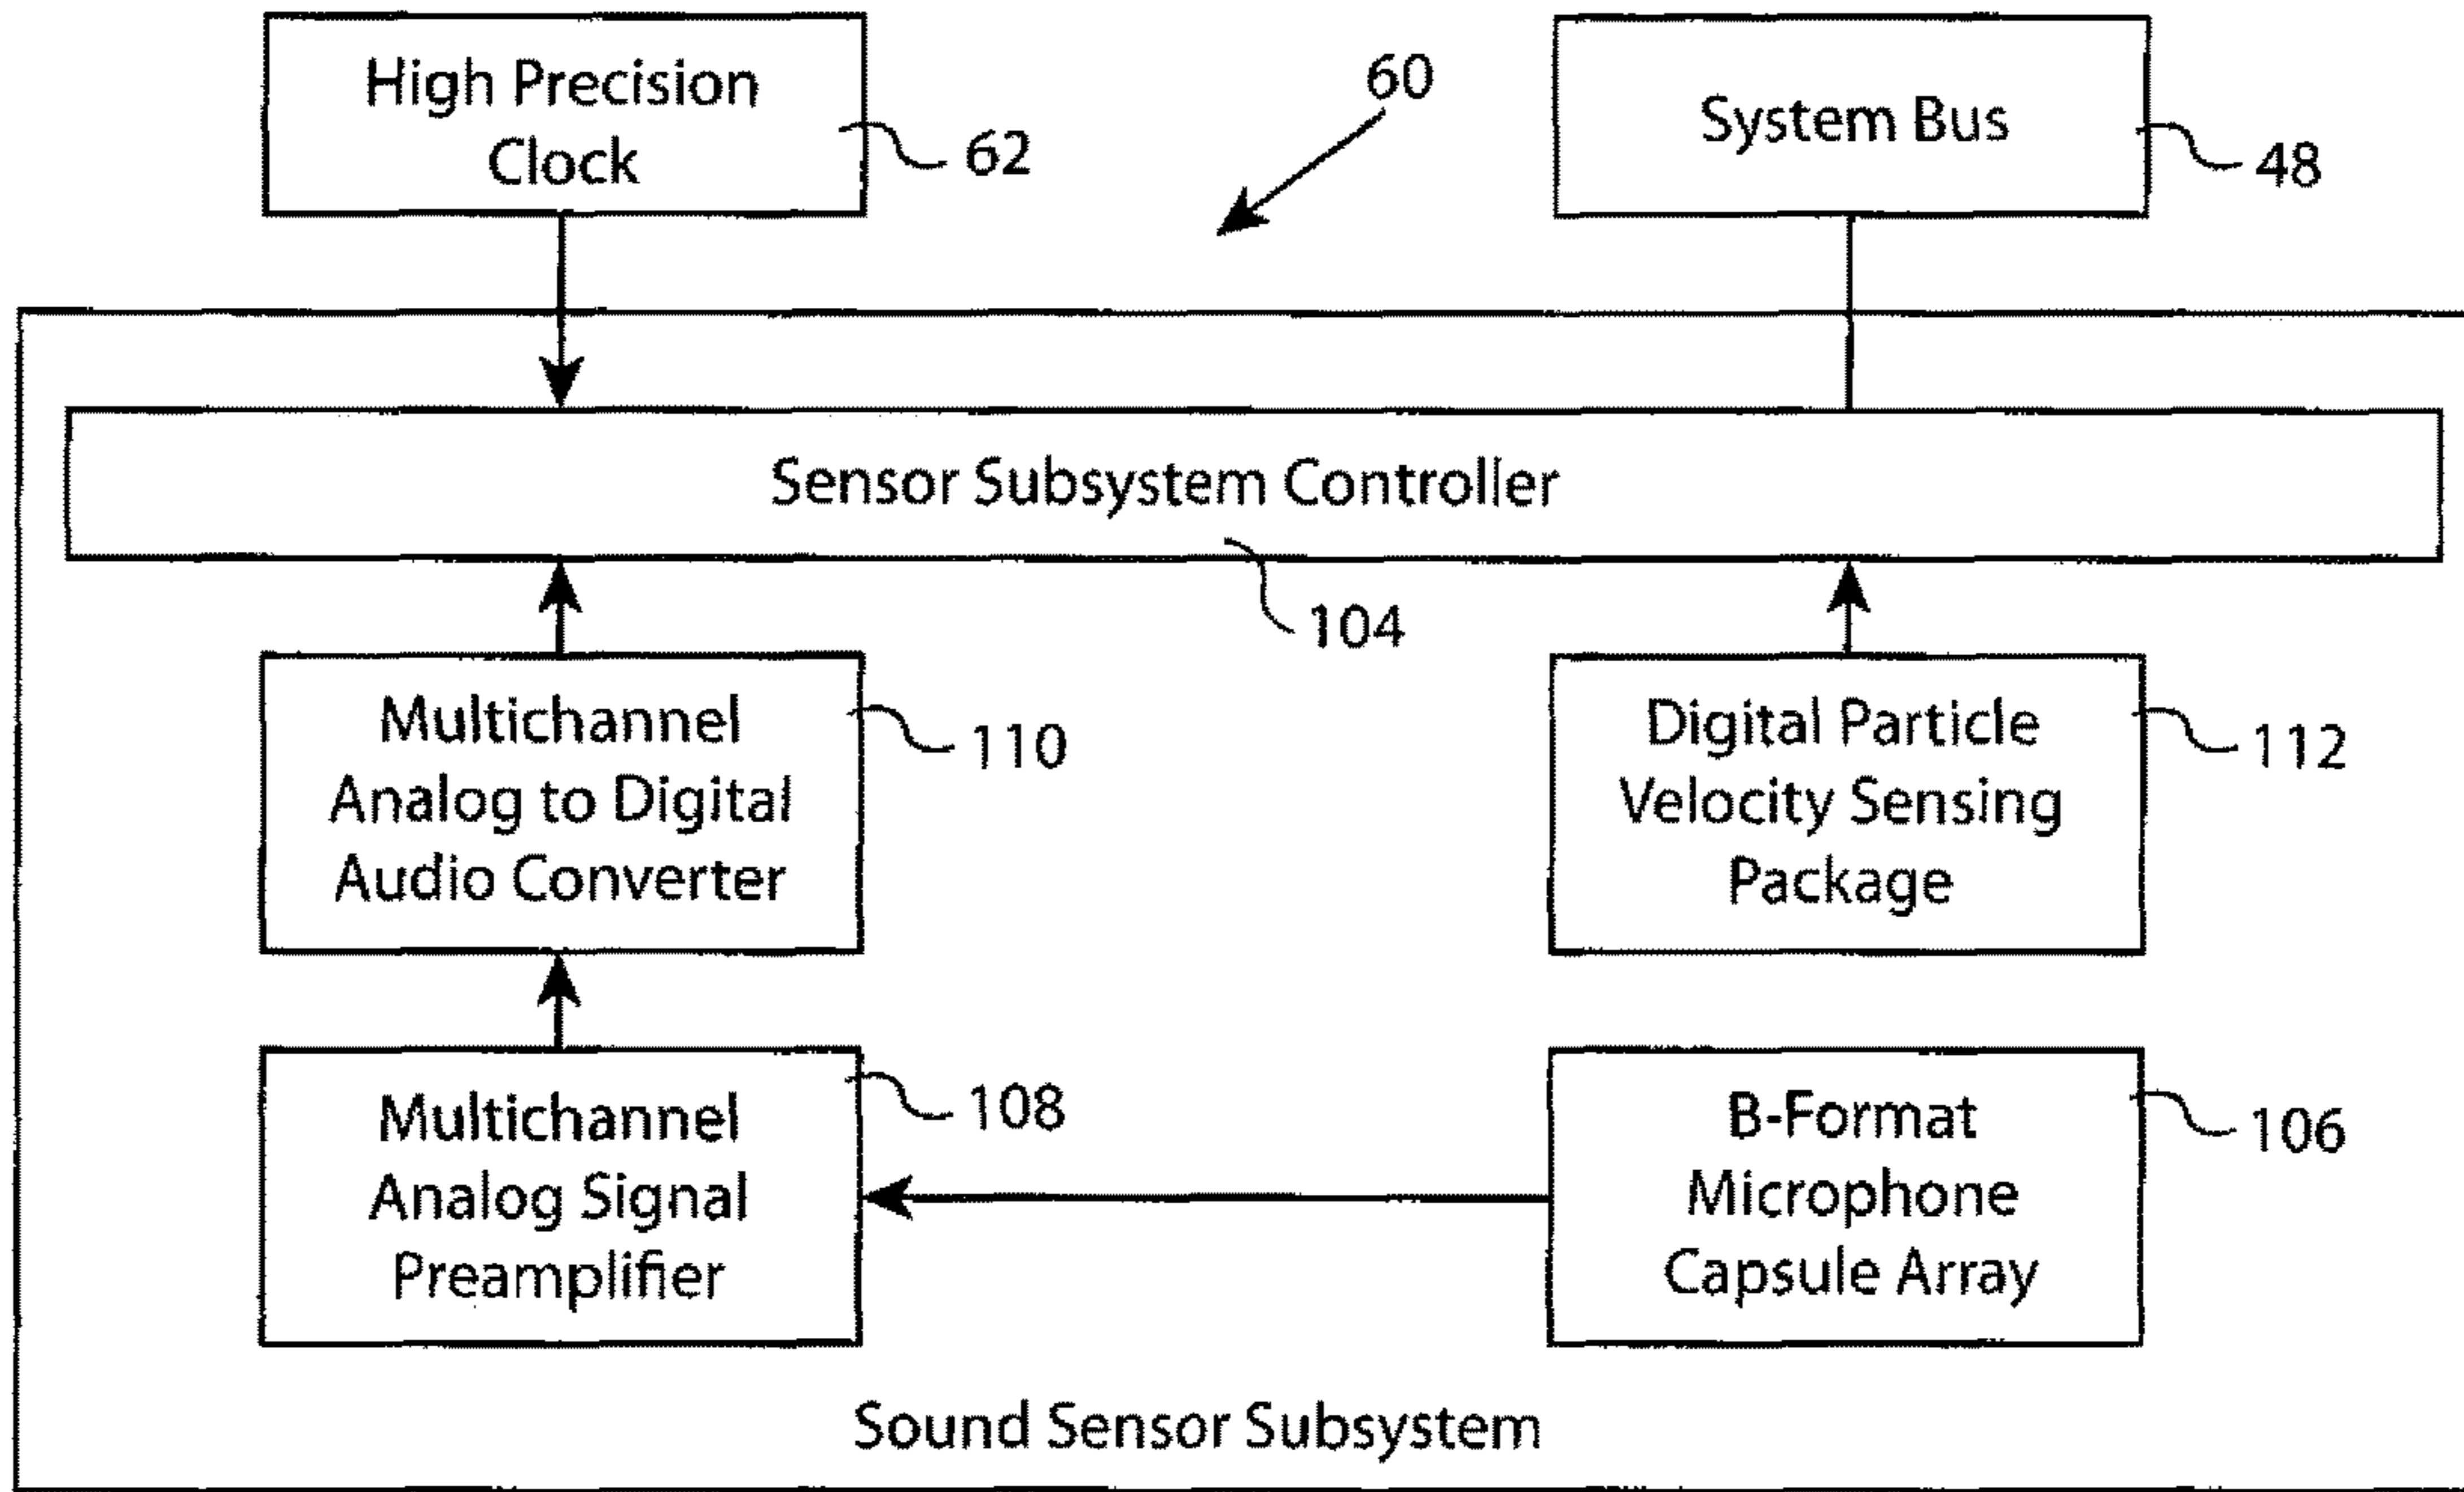 High Precision
Clock
62
60
System Bus
48
Sensor Subsystem Controller
104
Multichannel
Analog to Digital
Audio Converter
110
Digital Particle
Velocity Sensing
Package
112
Multichannel
Analog Signal
Preamplifier
108
B-Format
Microphone
Capsule Array
106
Sound Sensor Subsystem